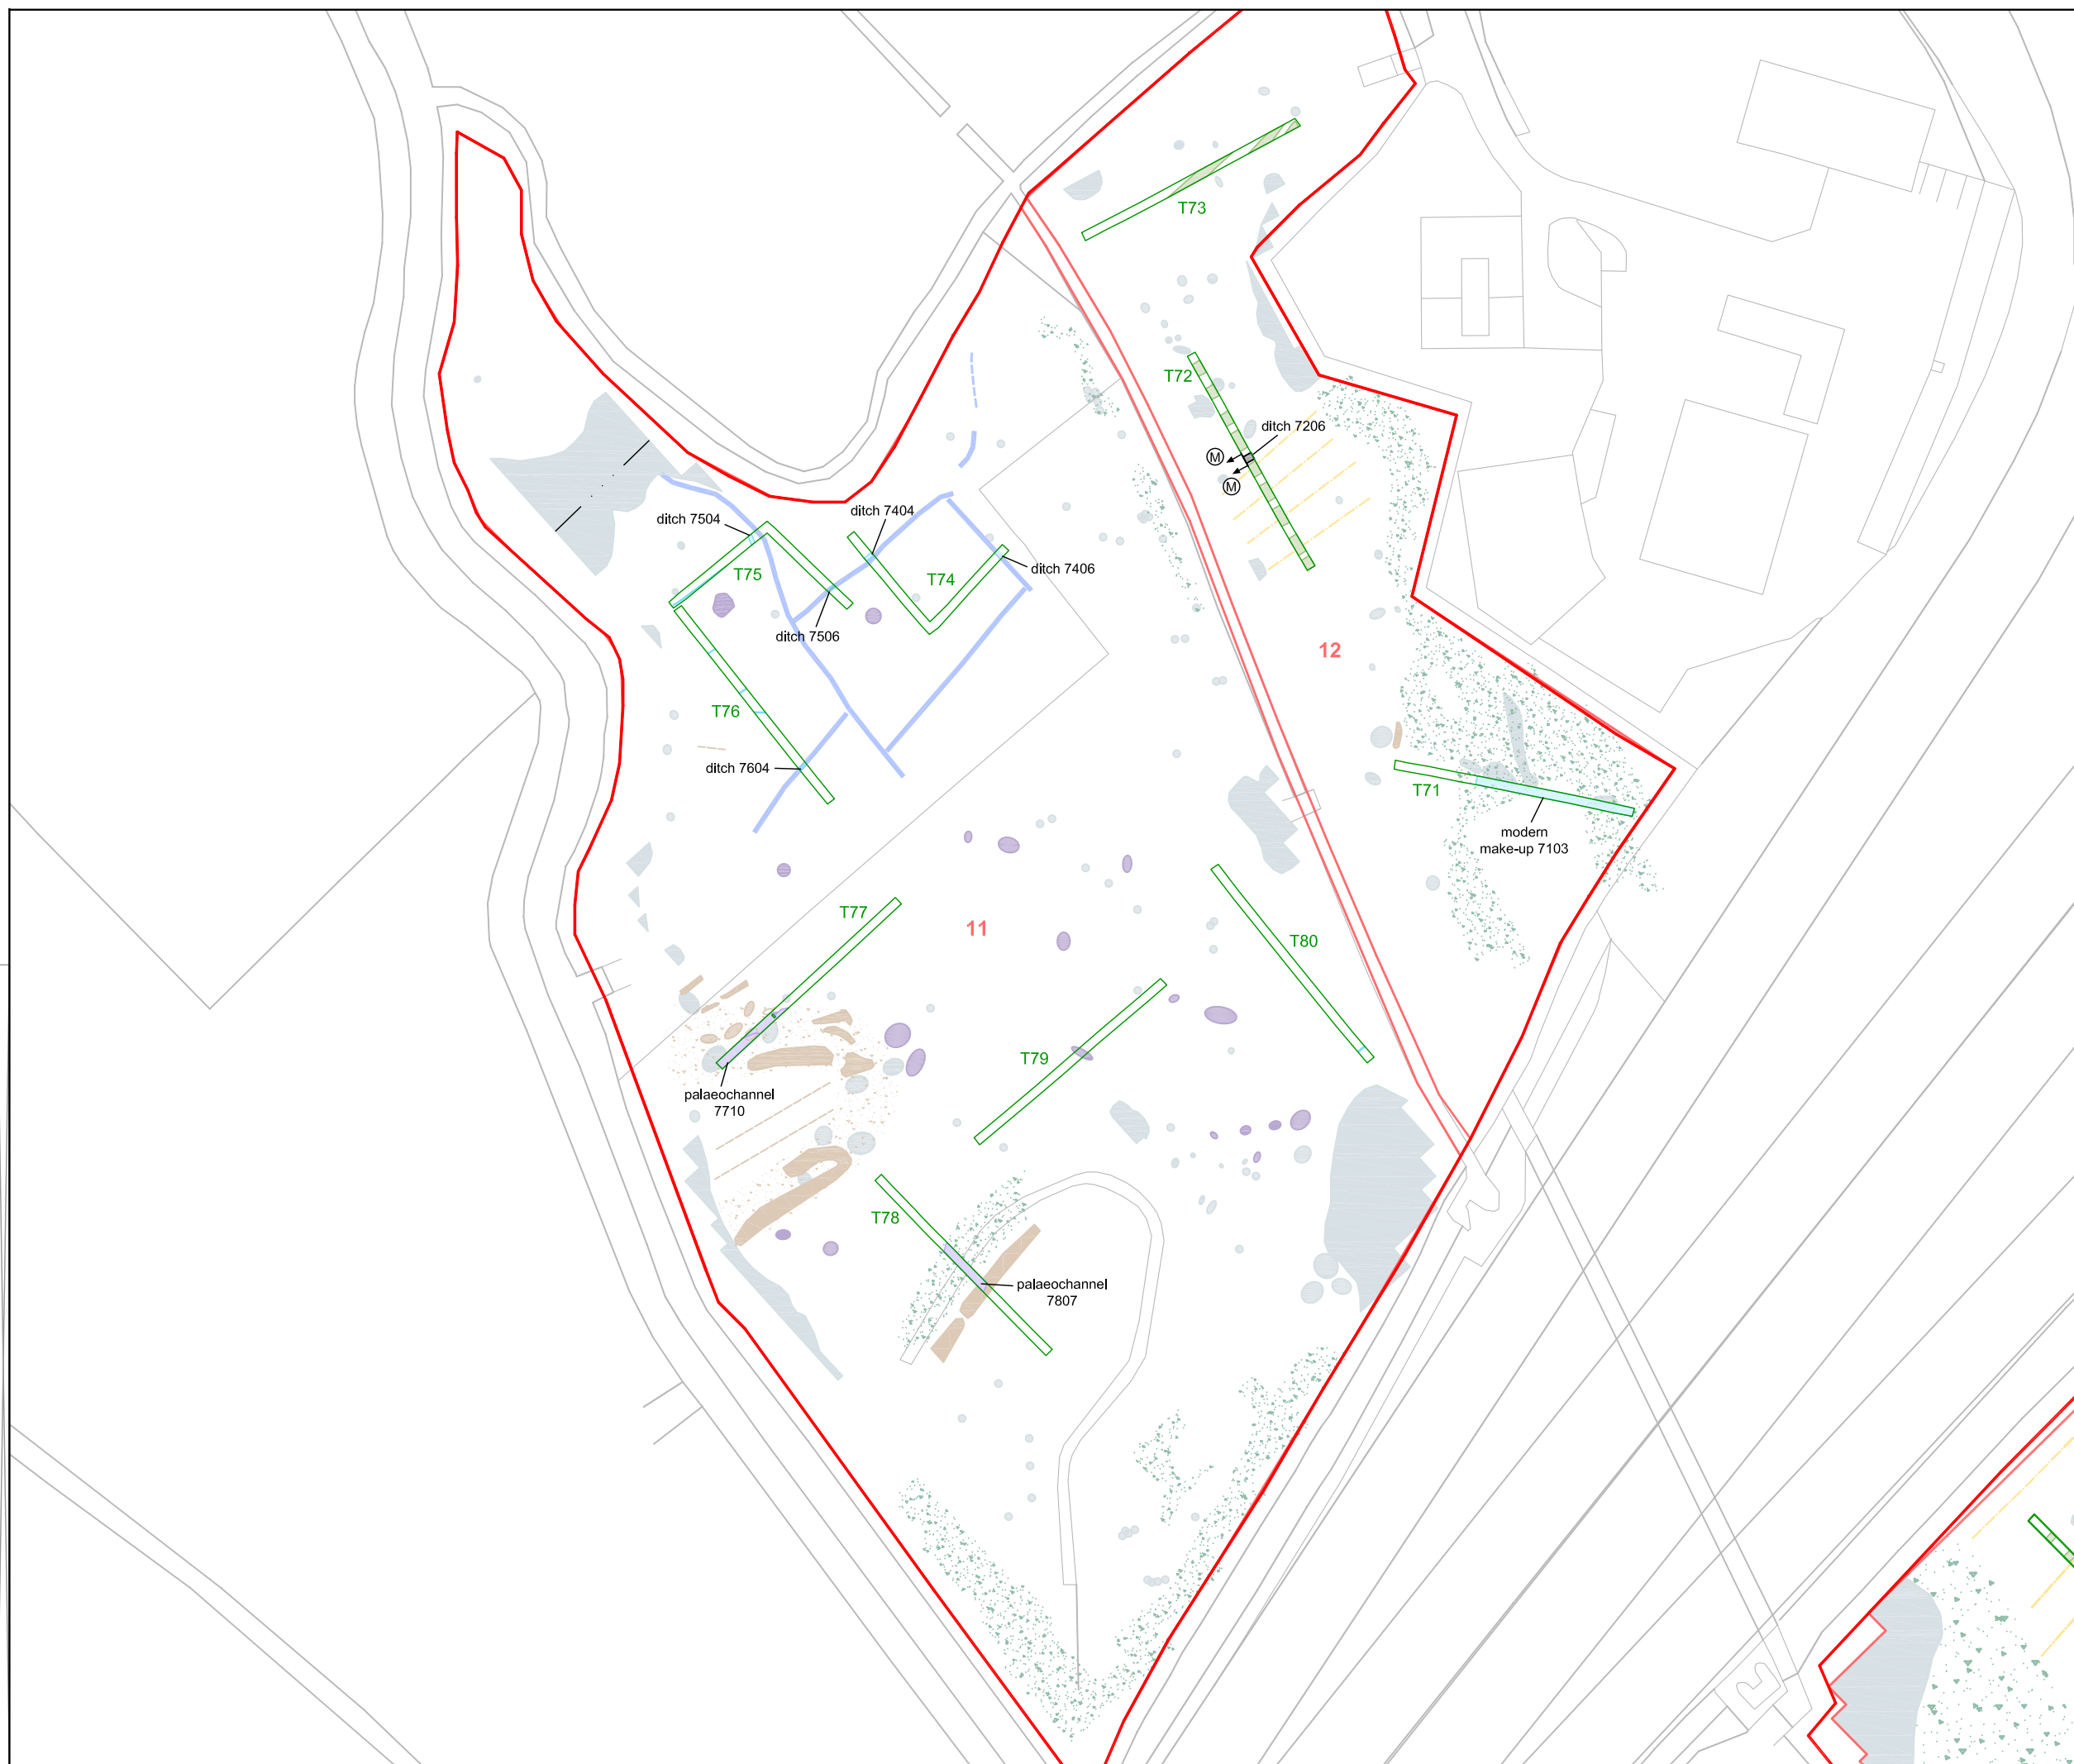 T73
T72
ditch 7206
M
M
ditch 7404
ditch 7504
T75
T74
ditch 7406
ditch 7506
12
T76
ditch 7604
T71
modern
make-up 7103
T77
11
T80
T79
palaeochannel
7710
T78
palaeochannel
7807